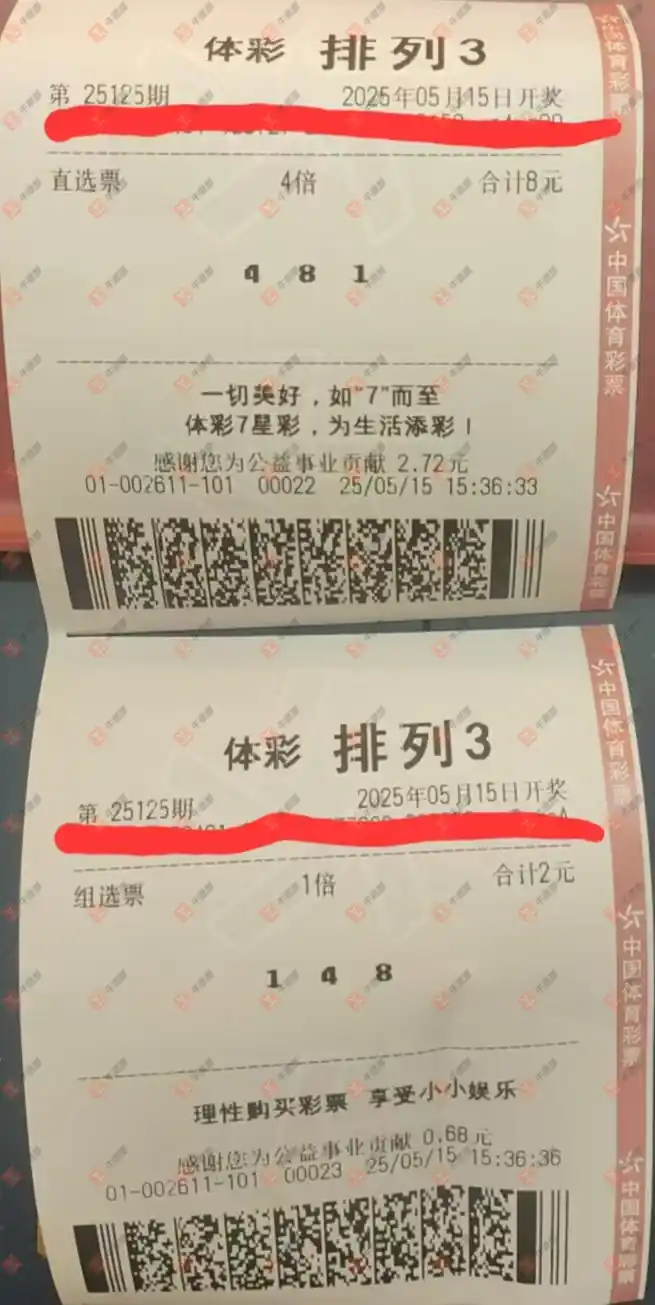 体彩 排列3
第 25125期 2025年05月15日开奖
直选票 4倍 合计8元
4 8 1
一切美好，如“7”而至
体彩7星彩，为生活添彩！
感谢您为公益事业贡献 2.72元
01-002611-101 00022 25/05/15 15:36:33
中国体育彩票
中国体育彩票
体彩 排列3
第 25125期 2025年05月15日开奖
组选票 1倍 合计2元
1 4 8
理性购买彩票 享受小小娱乐
感谢您为公益事业贡献 0.68元
01-002611-101 00023 25/05/15 15:36:36
中国体育彩票
中国体育彩票
中国体育彩票